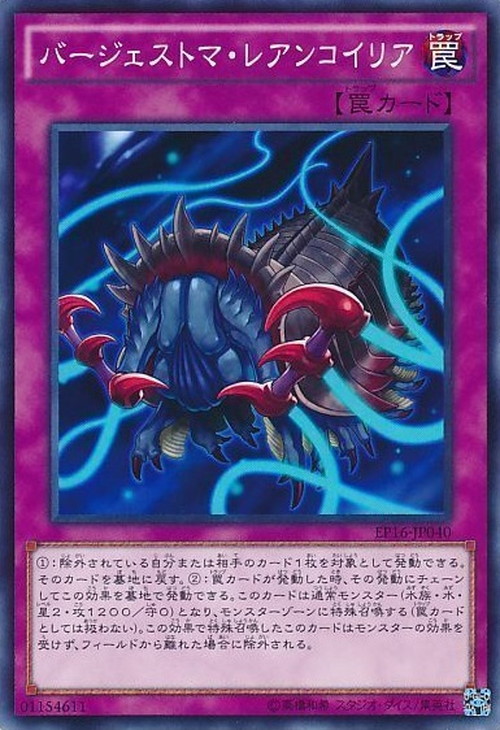 バージェストマ・レアンコイリア 罠
トラップ
【罠カード】
トラップ
EP16-JP040
①:除外されている自分または相手のカード1枚を対象として発動できる。
そのカードを墓地に戻す。②:罠カードが発動した時、その発動にチェーン
してこの効果を墓地で発動できる。このカードは通常モンスター(水族・水・
星2・攻1200/守0)となり、モンスターゾーンに特殊召喚する(罠カード
としては扱わない)。この効果で特殊召喚したこのカードはモンスターの効果を
受けず、フィールドから離れた場合に除外される。
01154611
©高橋和希 スタジオ・ダイス/集英社